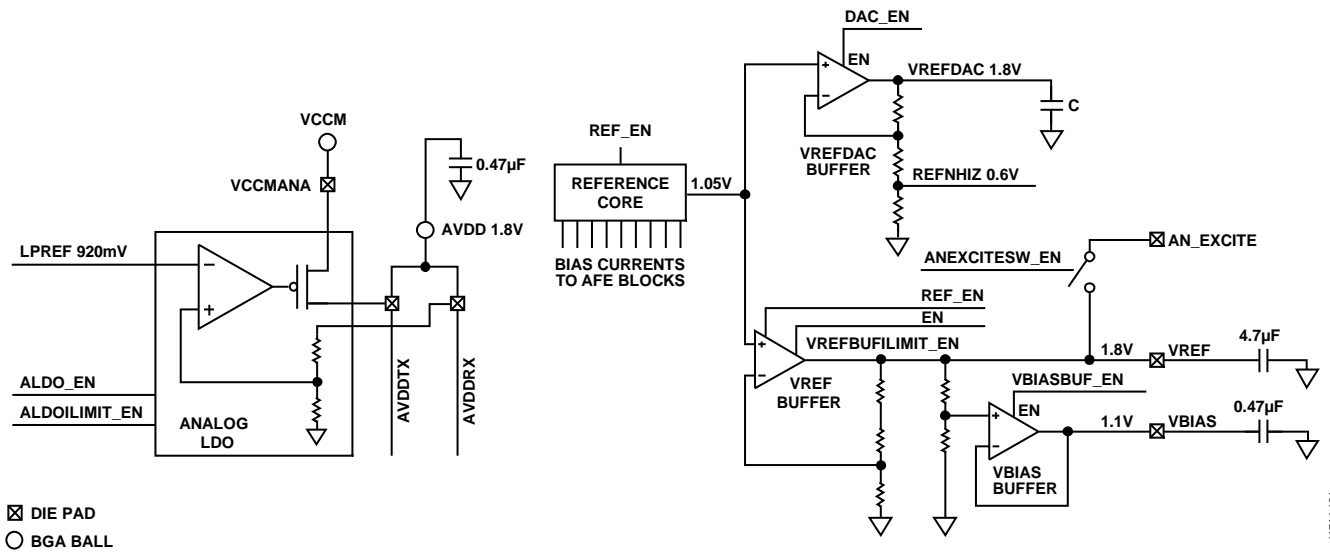 VCCM
VCCMANA
0.47µF
AVDD 1.8V
LPREF 920mV
ALDO_EN
ALDOILIMIT_EN
ANALOG
LDO
AVDDTX
AVDDRX
DIE PAD
BGA BALL
REF_EN
REFERENCE
CORE
1.05V
BIAS CURRENTS
TO AFE BLOCKS
DAC_EN
EN
VREFDAC 1.8V
C
VREFDAC
BUFFER
REFNHIZ 0.6V
AN_EXCITE
ANEXCITESW_EN
REF_EN
EN
VREFBUFILIMIT_EN
VREF
BUFFER
1.8V
VREF
4.7µF
VBIASBUF_EN
EN
1.1V
VBIAS
0.47µF
VBIAS
BUFFER